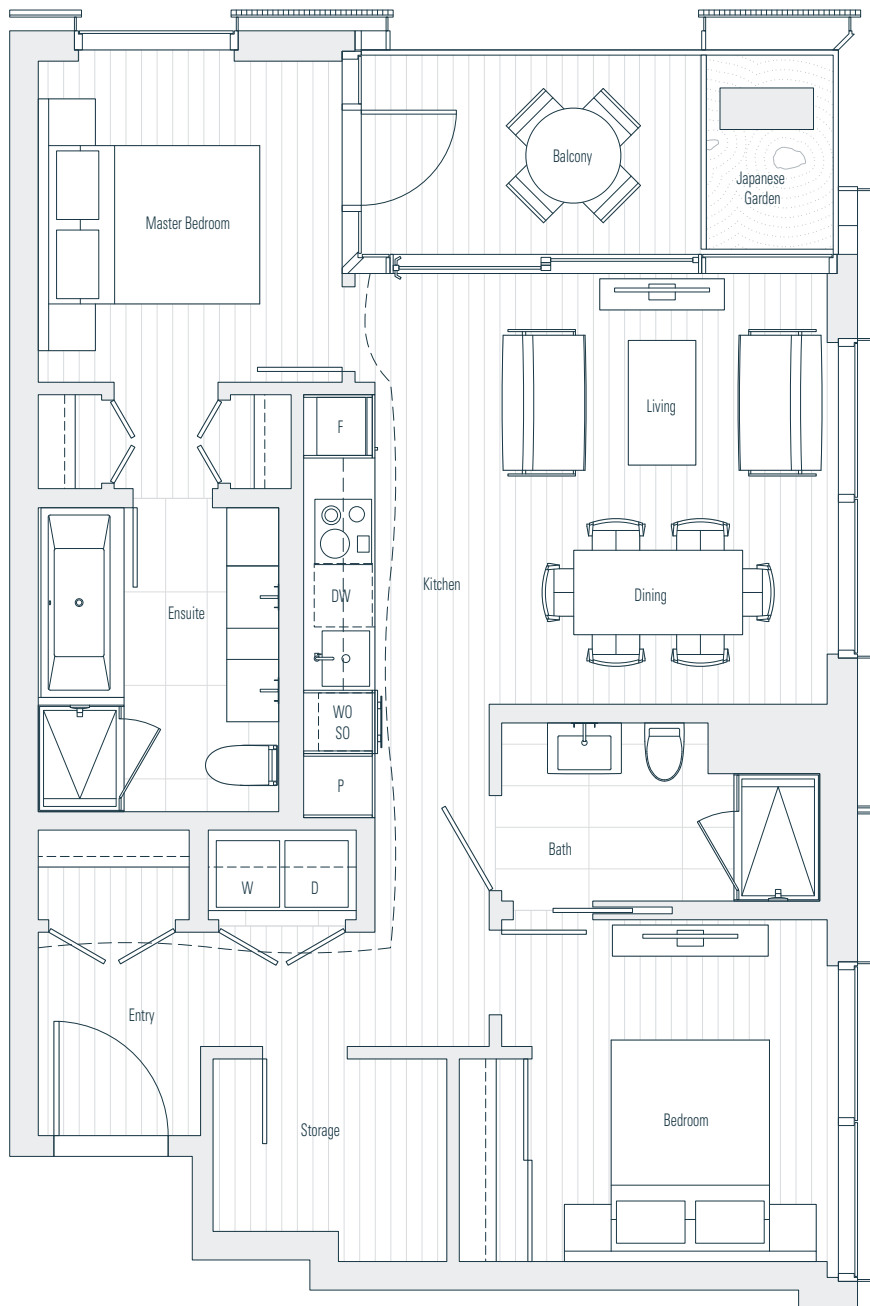 Balcony
Japanese
Garden
Master Bedroom
F
Living
Kitchen
DW
Dining
Ensuite
WO
SO
P
Bath
W
D
Entry
Storage
Bedroom